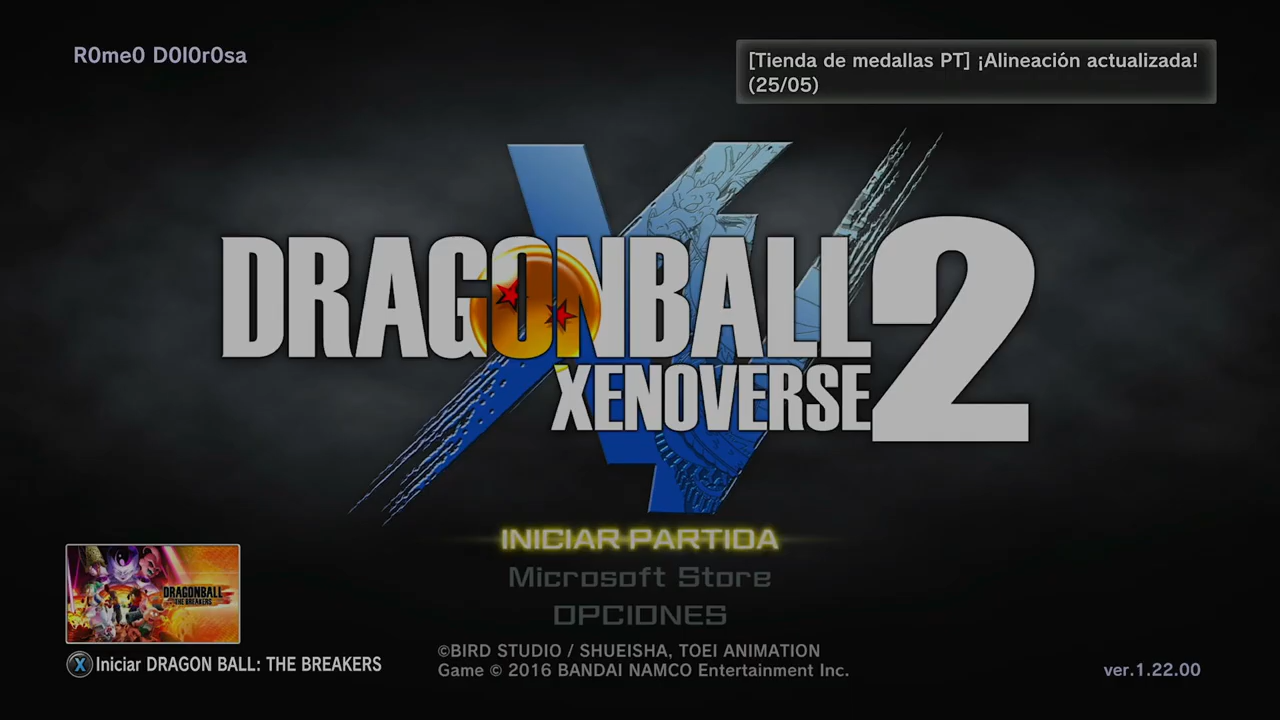 R0me0 D0l0r0sa
[Tienda de medallas PT] ¡Alineación actualizada!
(25/05)
DRAGONBALL 2
XENOVERSE
INICIAR PARTIDA
Microsoft Store
OPCIONES
DRAGONBALL
THE BREAKERS
X Iniciar DRAGON BALL: THE BREAKERS
©BIRD STUDIO / SHUEISHA, TOEI ANIMATION
Game © 2016 BANDAI NAMCO Entertainment Inc.
ver.1.22.00